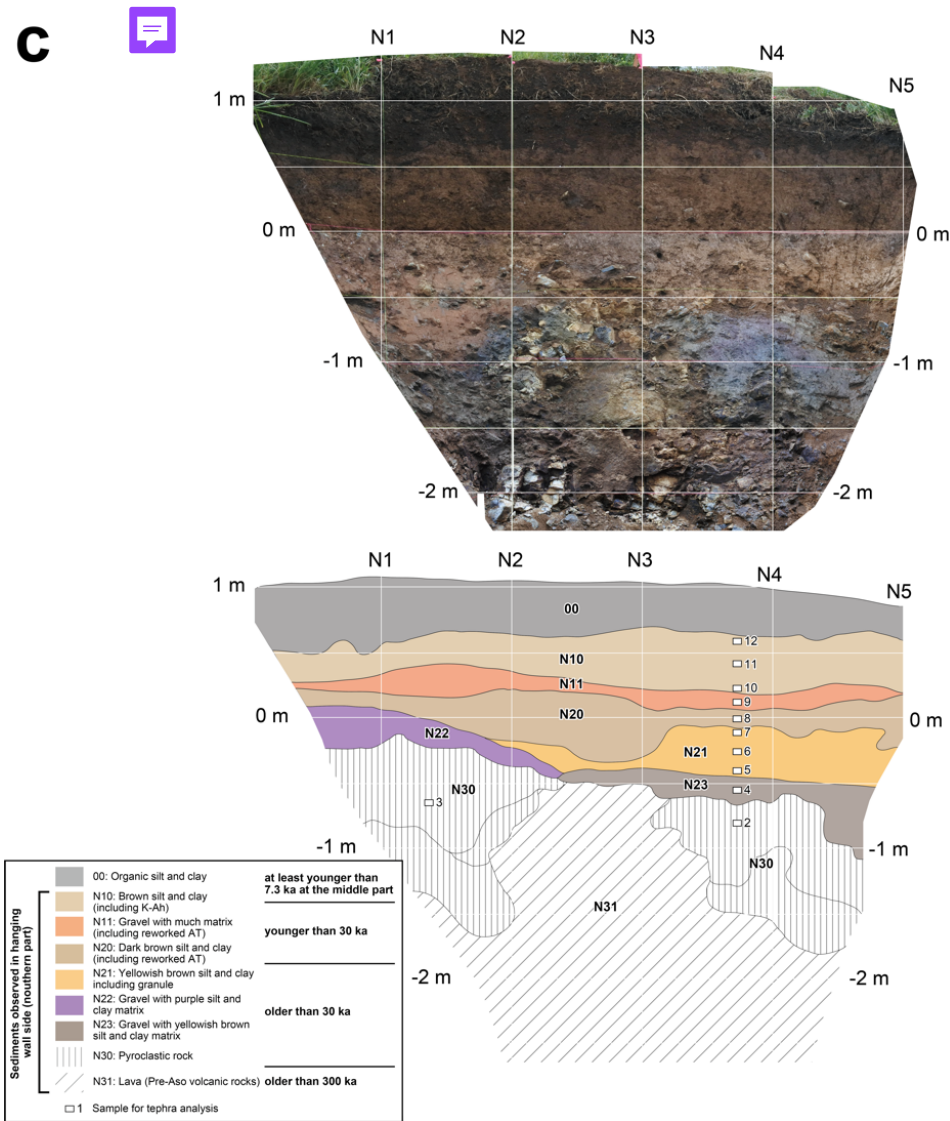 C
N1 N2 N3 N4 N5
1 m
0 m 0 m
-1 m -1 m
-2 m -2 m
N1 N2 N3 N4 N5
1 m
00
12
N10 11
10
N11 9
N20 8
0 m 0 m
7
N22 N21 6
5
N23 4
N30
3
2
-1 m -1 m
N30
N31
-2 m -2 m
Sediments observed in hanging
wall side (nouthern part)
00: Organic silt and clay
at least younger than
7.3 ka at the middle part
N10: Brown silt and clay
(including K-Ah)
N11: Gravel with much matrix
(including reworked AT)
younger than 30 ka
N20: Dark brown silt and clay
(including reworked AT)
N21: Yellowish brown silt and clay
including granule
N22: Gravel with purple silt and
clay matrix
older than 30 ka
N23: Gravel with yellowish brown
silt and clay matrix
N30: Pyroclastic rock
N31: Lava (Pre-Aso volcanic rocks) older than 300 ka
1 Sample for tephra analysis